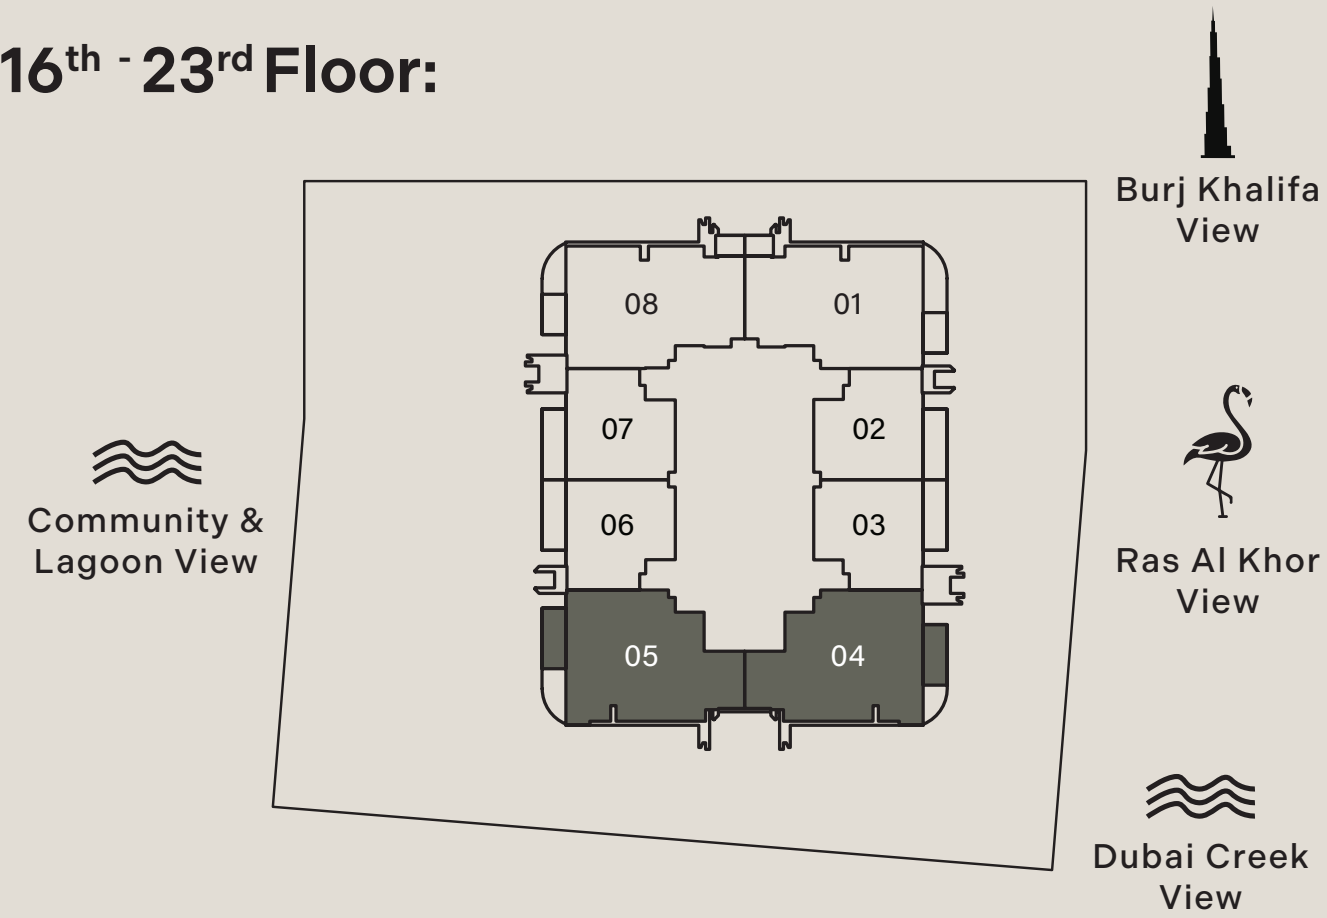 16th - 23rd Floor:
Burj Khalifa
View
08
01
07
02
Community &
Lagoon View
06
03
Ras Al Khor
View
05
04
Dubai Creek
View